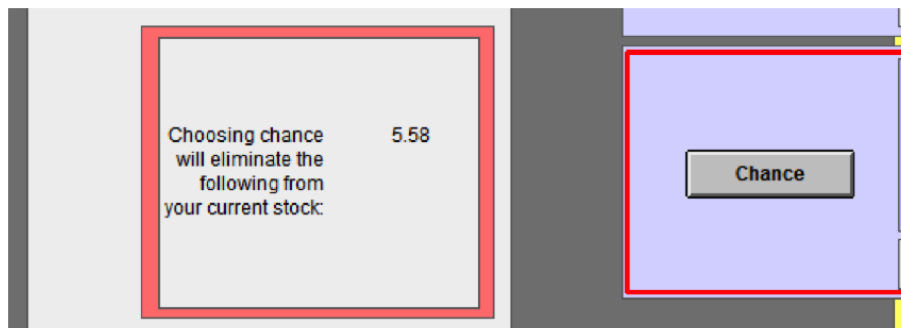 Choosing chance 5.58
will eliminate the
following from
your current stock:
Chance